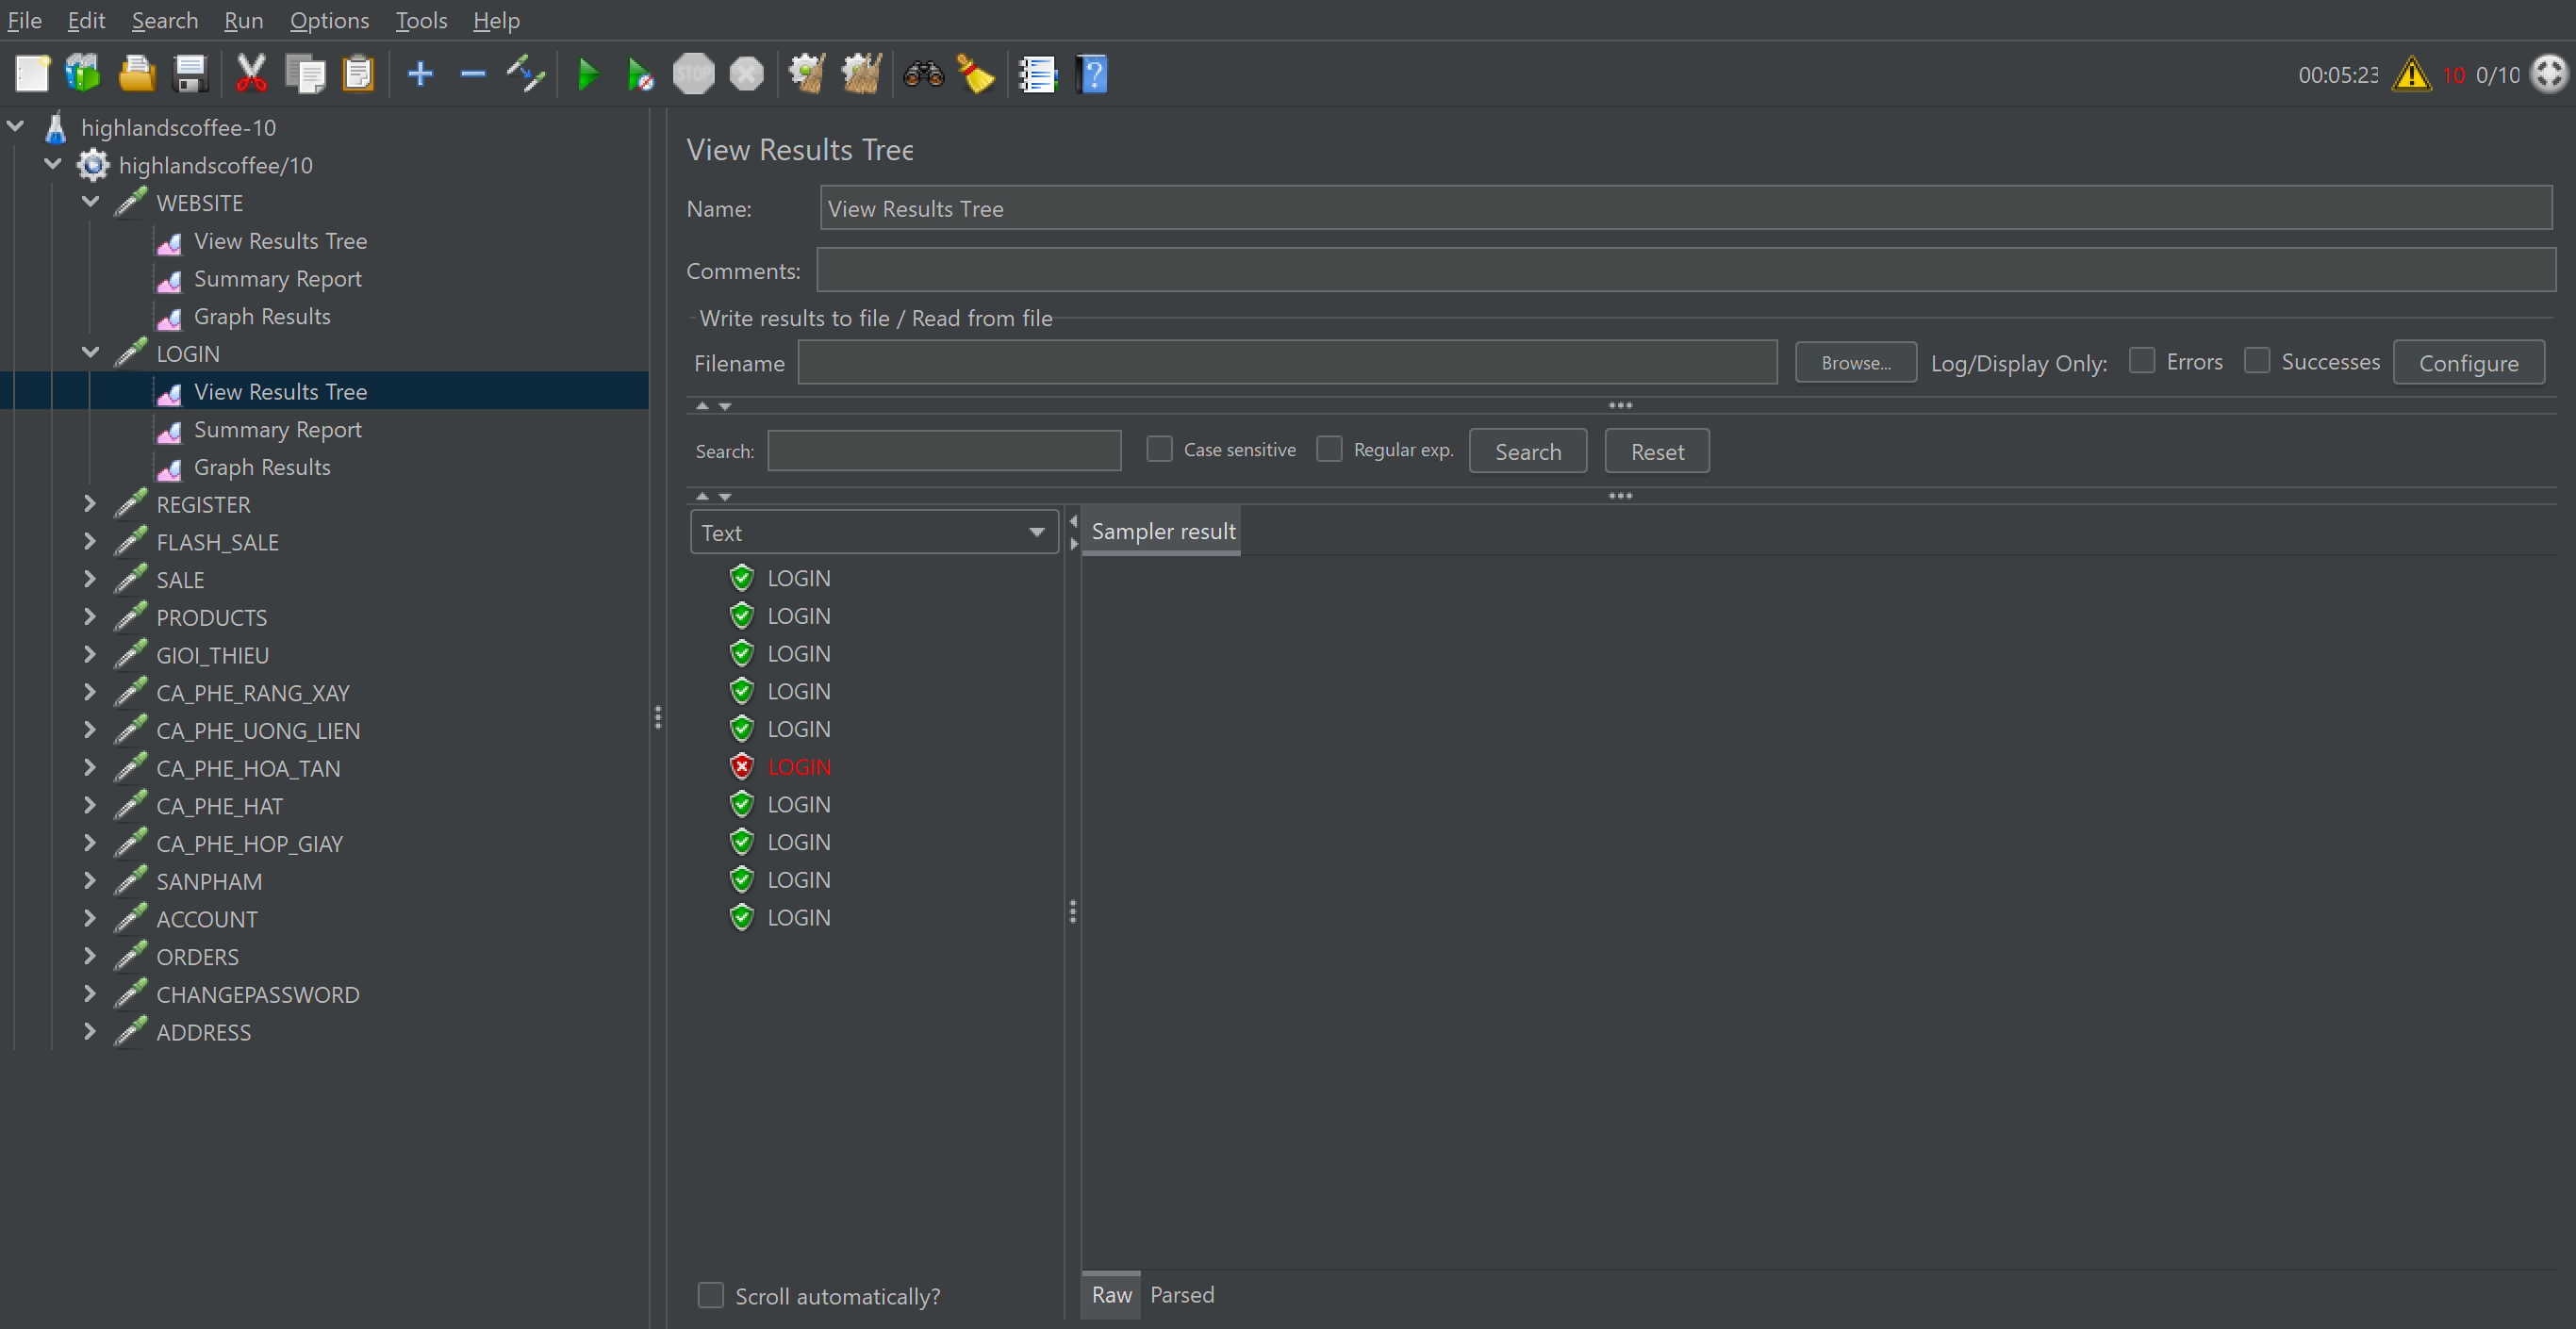 File Edit Search Run Options Tools Help
STOP
00:05:23 10 0/10
highlandscoffee-10
highlandscoffee/10
WEBSITE
View Results Tree
Summary Report
Graph Results
LOGIN
View Results Tree
Summary Report
Graph Results
REGISTER
FLASH_SALE
SALE
PRODUCTS
GIOI_THIEU
CA_PHE_RANG_XAY
CA_PHE_UONG_LIEN
CA_PHE_HOA_TAN
CA_PHE_HAT
CA_PHE_HOP_GIAY
SANPHAM
ACCOUNT
ORDERS
CHANGEPASSWORD
ADDRESS
View Results Tree
Name: View Results Tree
Comments:
Write results to file / Read from file
Filename Browse... Log/Display Only: Errors Successes Configure
Search: Case sensitive Regular exp. Search Reset
Text
Sampler result
LOGIN
LOGIN
LOGIN
LOGIN
LOGIN
LOGIN
LOGIN
LOGIN
LOGIN
LOGIN
Scroll automatically?
Raw Parsed